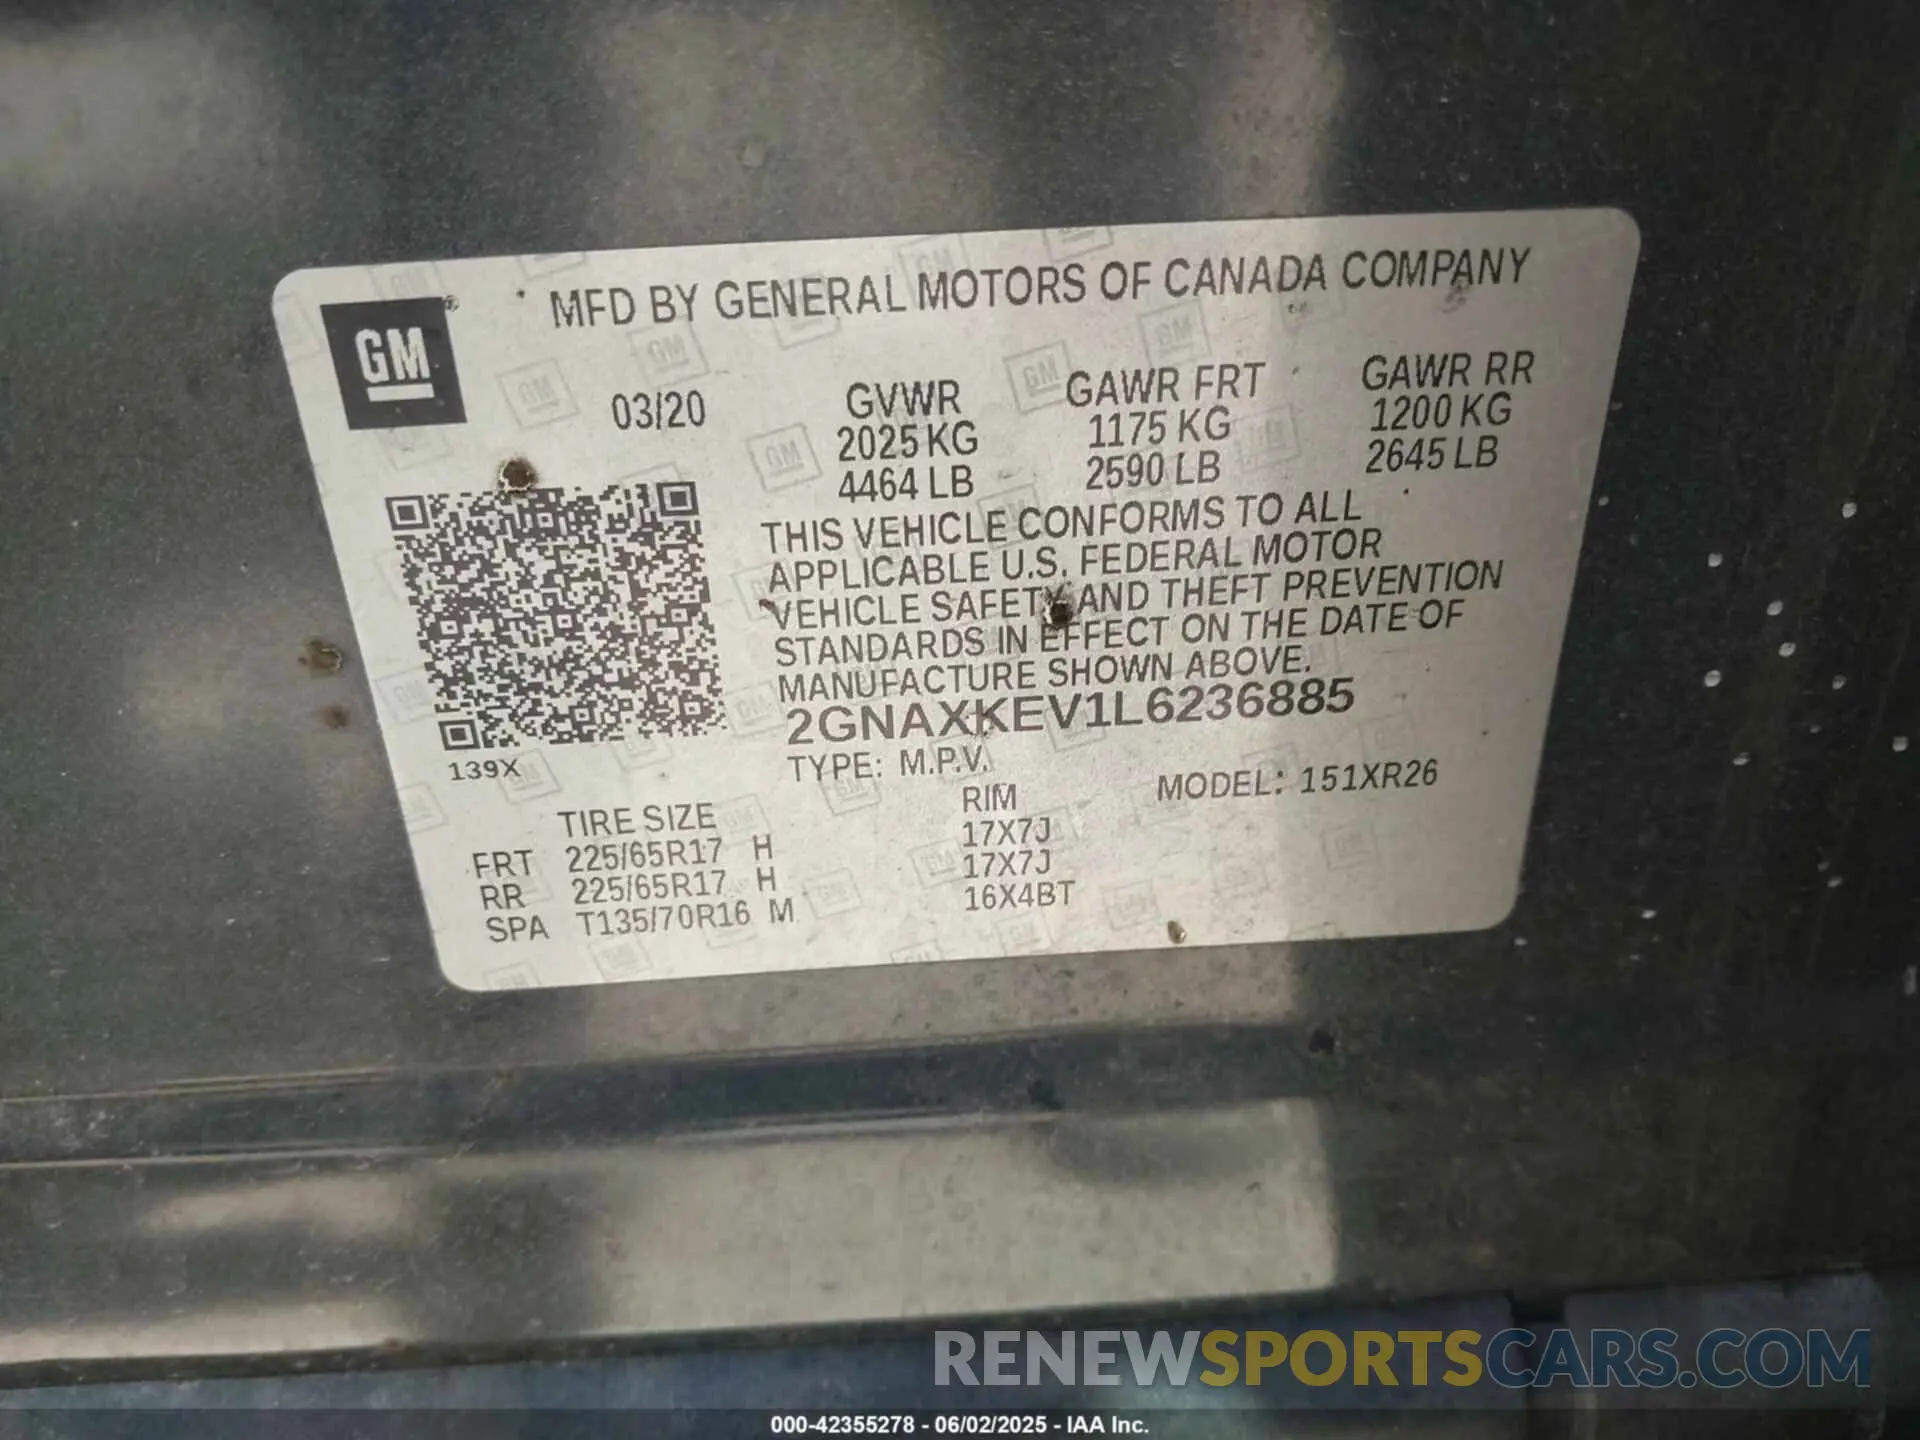 GM ®
MFD BY GENERAL MOTORS OF CANADA COMPANY
03/20
GVWR GAWR FRT GAWR RR
2025 KG 1175 KG 1200 KG
4464 LB 2590 LB 2645 LB
THIS VEHICLE CONFORMS TO ALL
APPLICABLE U.S. FEDERAL MOTOR
VEHICLE SAFETY AND THEFT PREVENTION
STANDARDS IN EFFECT ON THE DATE OF
MANUFACTURE SHOWN ABOVE.
2GNAXKEV1L6236885
139X
TYPE: M.P.V. MODEL: 151XR26
TIRE SIZE RIM
FRT 225/65R17 H 17X7J
RR 225/65R17 H 17X7J
SPA T135/70R16 M 16X4BT
RENEWSPORTSCARS.COM
000-42355278 - 06/02/2025 - IAA Inc.